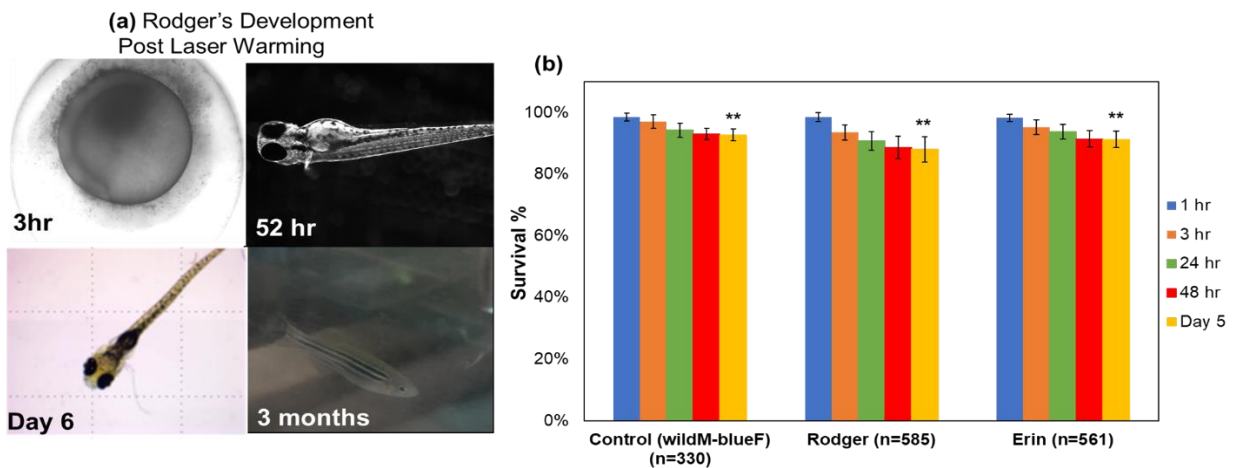 (a) Rodger's Development
Post Laser Warming
3hr
52 hr
Day 6
3 months
(b)
Survival %
100%
80%
60%
40%
20%
0%
**
**
**
Control (wildM-blueF)
(n=330)
Rodger (n=585)
Erin (n=561)
1 hr
3 hr
24 hr
48 hr
Day 5